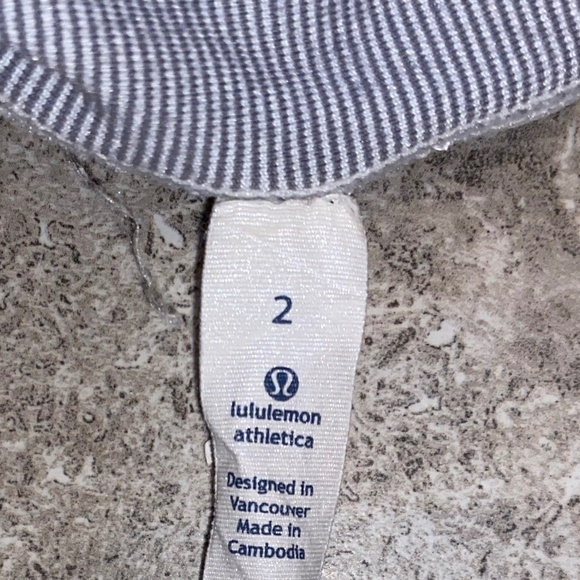 2
lululemon
athletica
Designed in
Vancouver
Made in
Cambodia